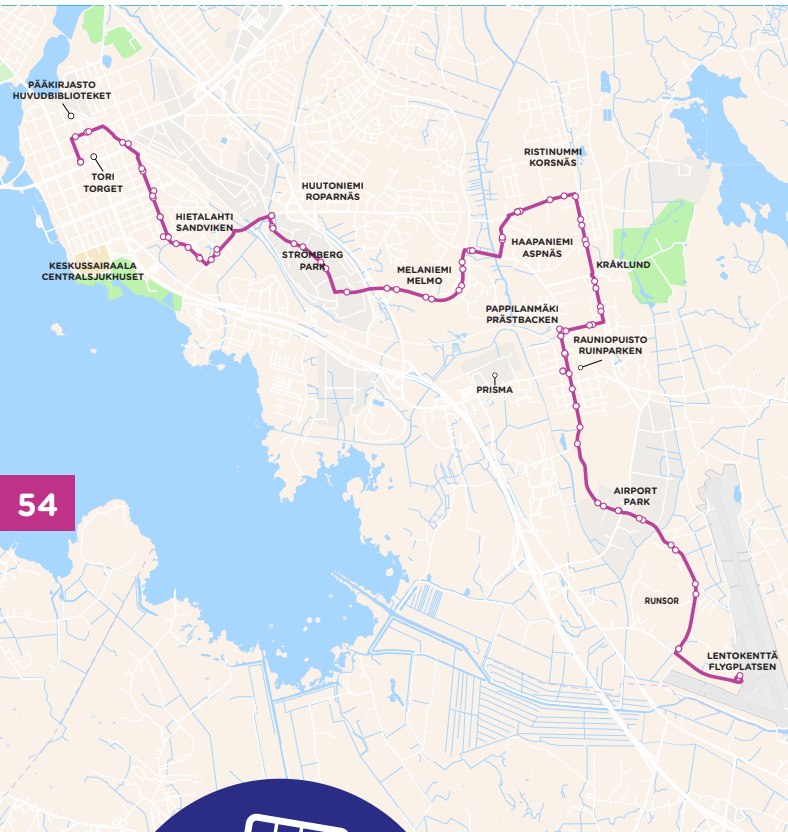 PÄÄKIRJASTO
HUVUDBIBLIOTEKET
TORI
TORGET
HIETALAHTI
SANDVIKEN
HUUTONIEMI
ROPARNÄS
RISTINUMMI
KORSNÄS
KESKUSSAIRAALA
CENTRALSJUKHUSET
STRÖMBERG
PARK
MELANIEMI
MELMO
HAAPANIEMI
ASPNÄS
KRÅKLUND
PAPPILANMÄKI
PRÄSTBACKEN
RAUNIOPUISTO
RUINPARKEN
PRISMA
54
AIRPORT
PARK
RUNSOR
LENTOKENTTÄ
FLYGPLATSEN